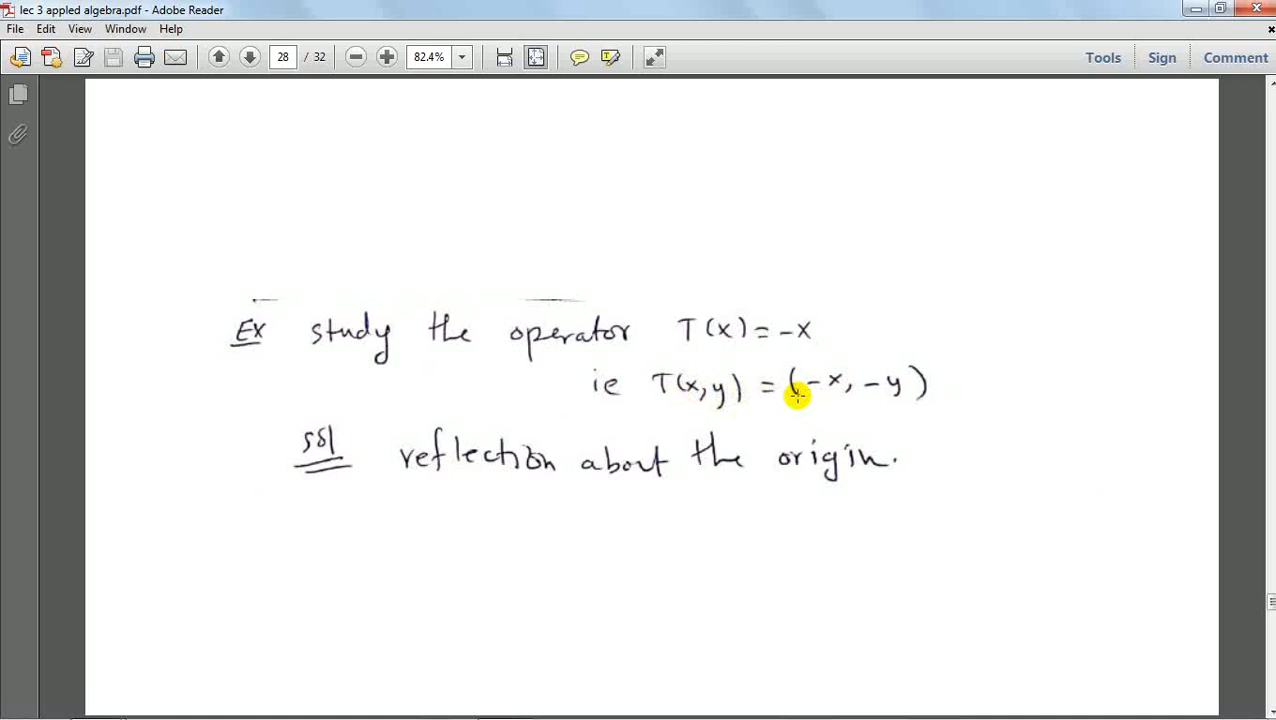 lec 3 appled algebra.pdf - Adobe Reader
File Edit View Window Help
28 / 32 82.4% Tools Sign Comment
Ex study the operator T(x) = -x
ie T(x,y) = (-x, -y)
sol
reflection about the origin.